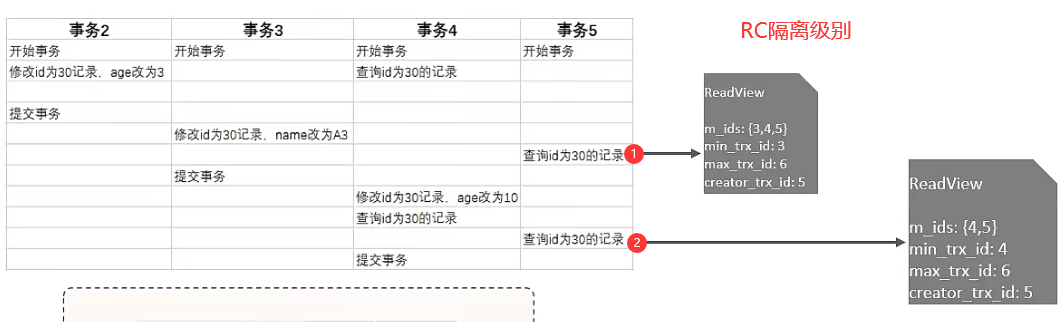 事务2 事务3 事务4 事务5
开始事务 开始事务 开始事务 开始事务
修改id为30记录，age改为3 查询id为30的记录
提交事务
修改id为30记录，name改为A3
查询id为30的记录 1
提交事务
修改id为30记录，age改为10
查询id为30的记录
查询id为30的记录 2
提交事务
RC隔离级别
ReadView
m_ids: {3,4,5}
min_trx_id: 3
max_trx_id: 6
creator_trx_id: 5
ReadView
m_ids: {4,5}
min_trx_id: 4
max_trx_id: 6
creator_trx_id: 5